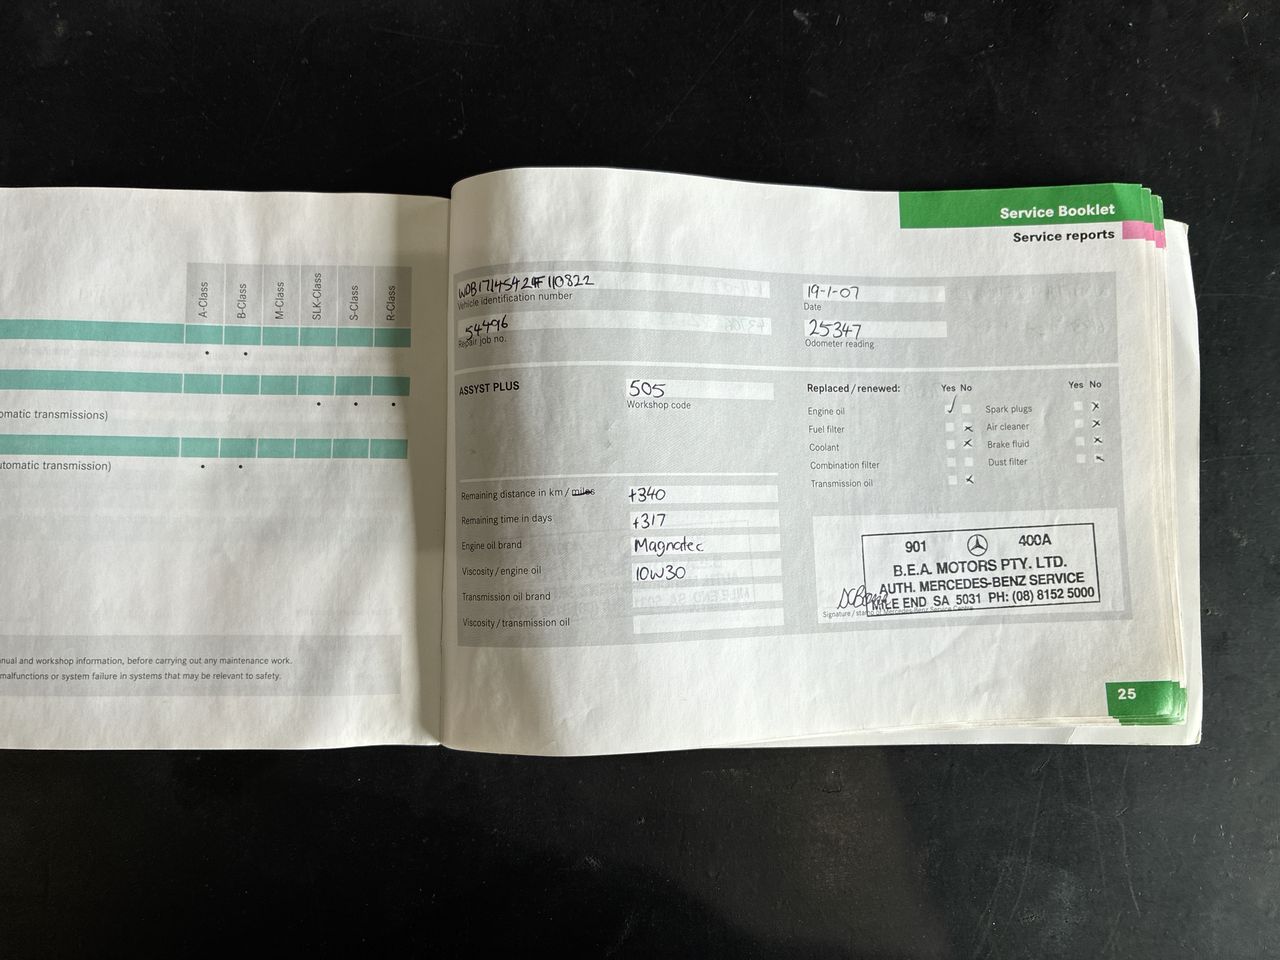 A-Class
B-Class
M-Class
SLK-Class
S-Class
R-Class
omatic transmissions)
utomatic transmission)
nual and workshop information, before carrying out any maintenance work.
malfunctions or system failure in systems that may be relevant to safety.
Service Booklet
Service reports
Vehicle identification number
19-1-07
Date
54496
Repair job no.
25347
Odometer reading
ASSYST PLUS
505
Workshop code
Remaining distance in km / miles +340
Remaining time in days +317
Engine oil brand Magnatec
Viscosity / engine oil 10W30
Transmission oil brand
Viscosity / transmission oil
Replaced / renewed: Yes No
Engine oil
Fuel filter
Coolant
Combination filter
Transmission oil
Yes No
Spark plugs
Air cleaner
Brake fluid
Dust filter
901 400A
B.E.A. MOTORS PTY. LTD.
AUTH. MERCEDES-BENZ SERVICE
MILE END SA 5031 PH: (08) 8152 5000
Signature / stamp of Mercedes-Benz Service Centre
25